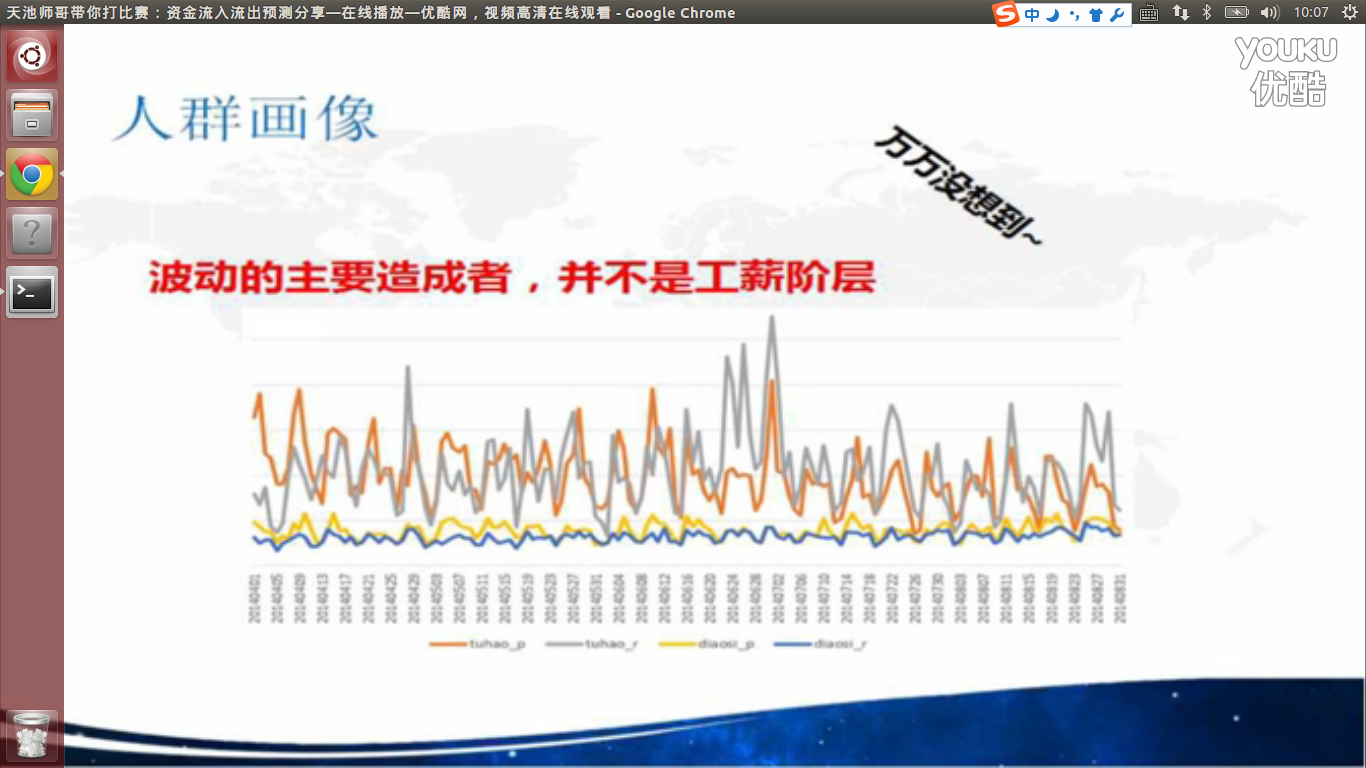 天池师哥带你打比赛：资金流入流出预测分享—在线播放—优酷网，视频高清在线观看 - Google Chrome
中
10:07
YOUKU
优酷
人群画像
万万没想到~
波动的主要造成者，并不是工薪阶层
20140401 20140405 20140409 20140413 20140417 20140421 20140425 20140429 20140503 20140507 20140511 20140515 20140519 20140523 20140527 20140531 20140604 20140608 20140612 20140616 20140620 20140624 20140628 20140702 20140706 20140710 20140714 20140718 20140722 20140726 20140730 20140803 20140807 20140811 20140815 20140819 20140823 20140827 20140831
tuhao_p tuhao_r diaosi_p diaosi_r